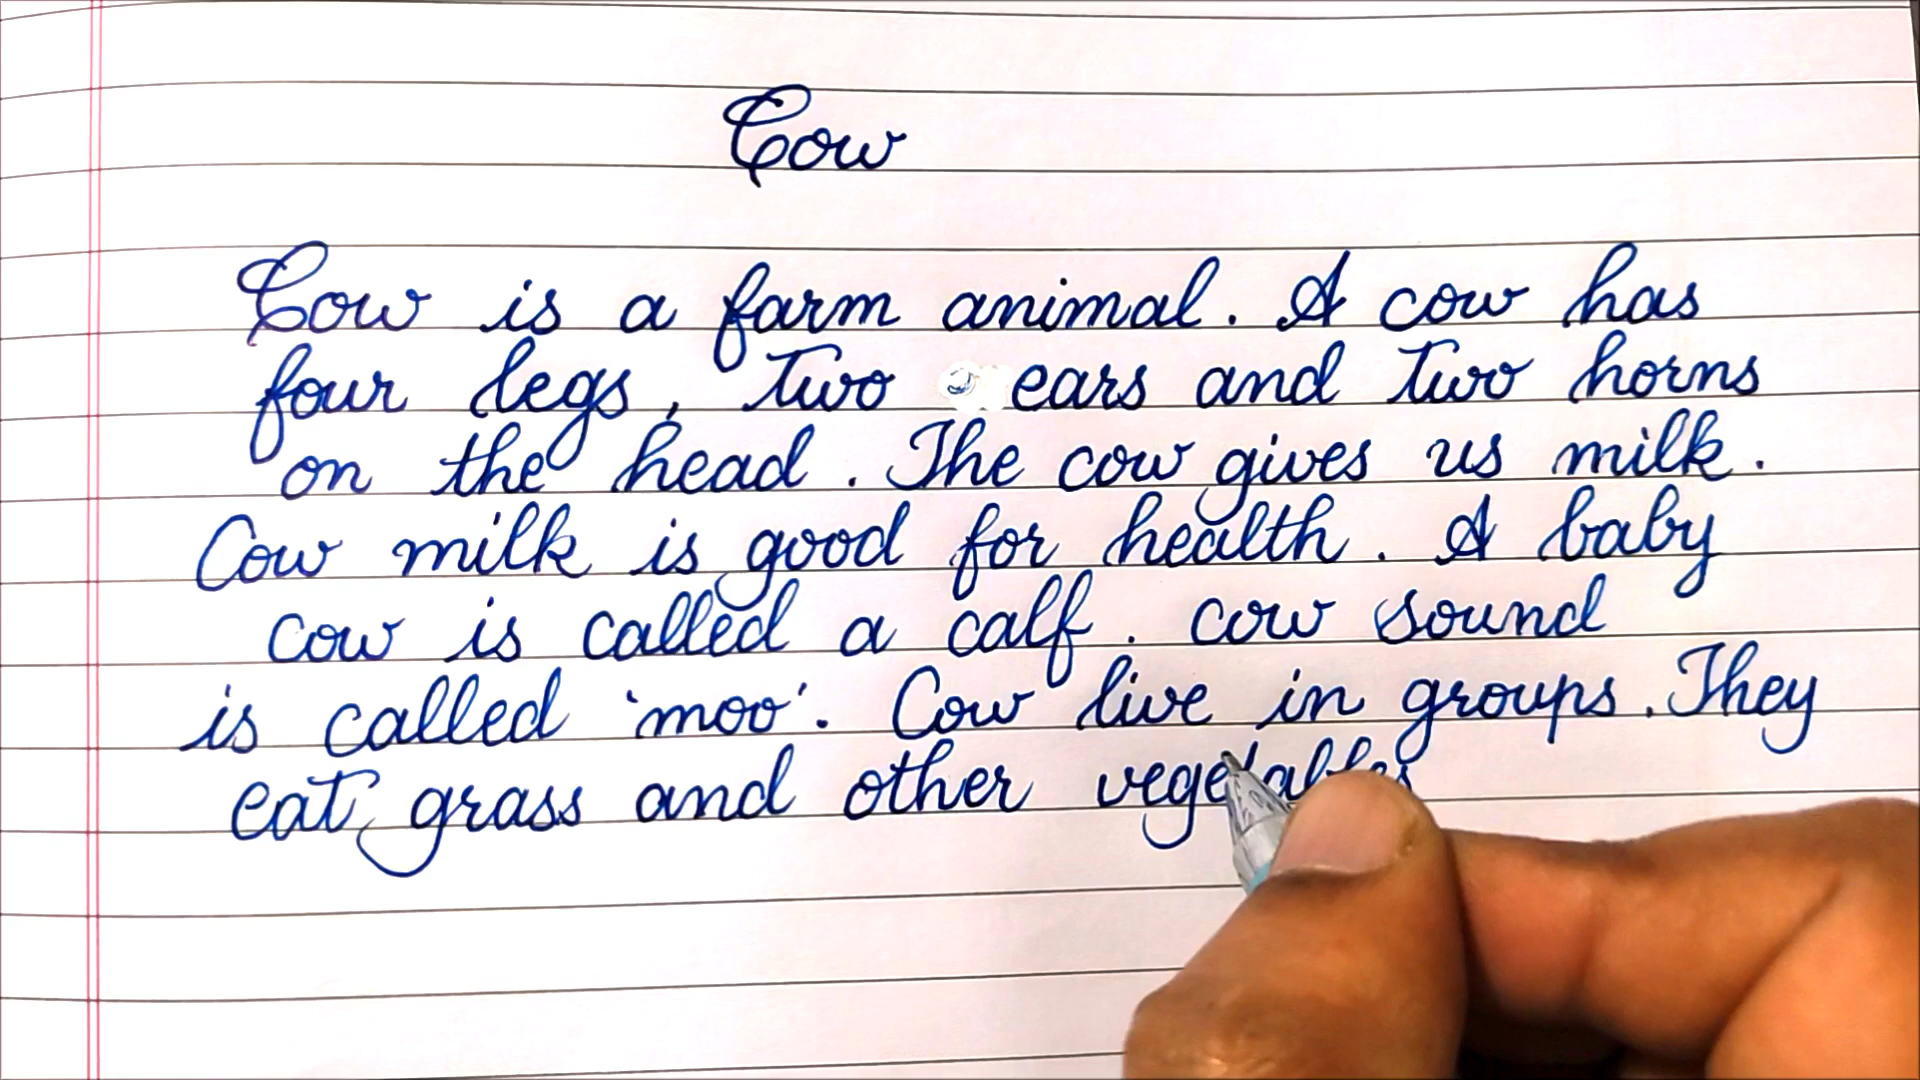 Cow
Cow is a farm animal. A cow has
four legs, two ears and two horns
on the head. The cow gives us milk.
Cow milk is good for health. A baby
cow is called a calf. cow sound
is called 'moo'. Cow live in groups. They
eat grass and other vegetables